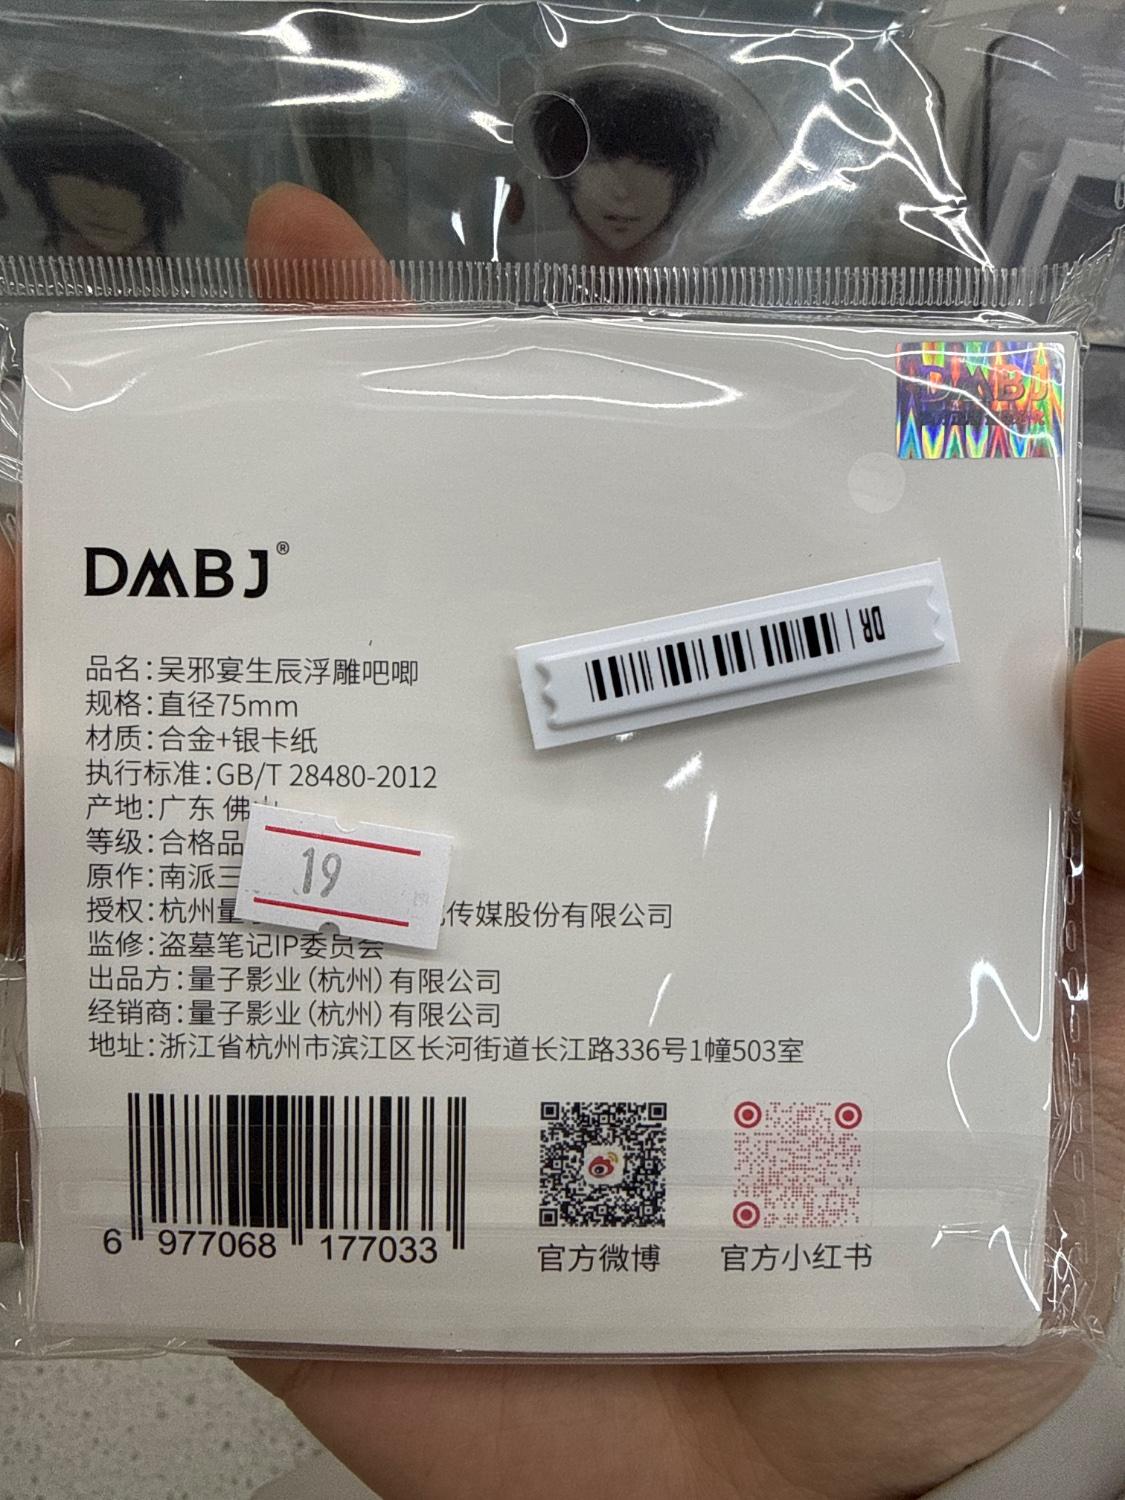 DMBJ
DMBJ®
DR
品名：吴邪宴生辰浮雕吧唧
规格：直径75mm
材质：合金+银卡纸
执行标准：GB/T 28480-2012
产地：广东 佛
等级：合格品
原作：南派三
19
授权：杭州量 传媒股份有限公司
监修：盗墓笔记IP委员会
出品方：量子影业（杭州）有限公司
经销商：量子影业（杭州）有限公司
地址：浙江省杭州市滨江区长河街道长江路336号1幢503室
6 977068 177033
官方微博
官方小红书